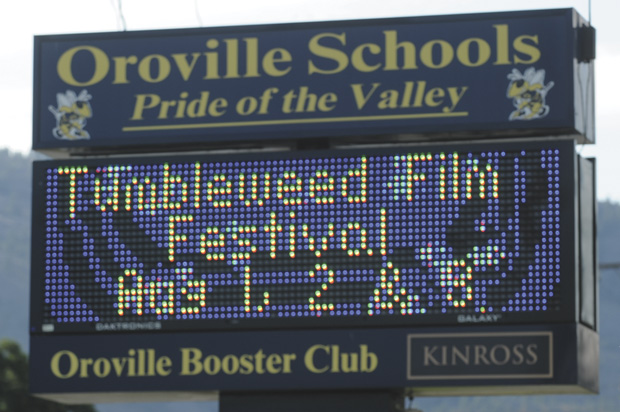 Oroville Schools
Pride of the Valley
Tumbleweed Film
Festival
Aug 1, 2 & 3
DAKTRONICS GALAXY
Oroville Booster Club KINROSS